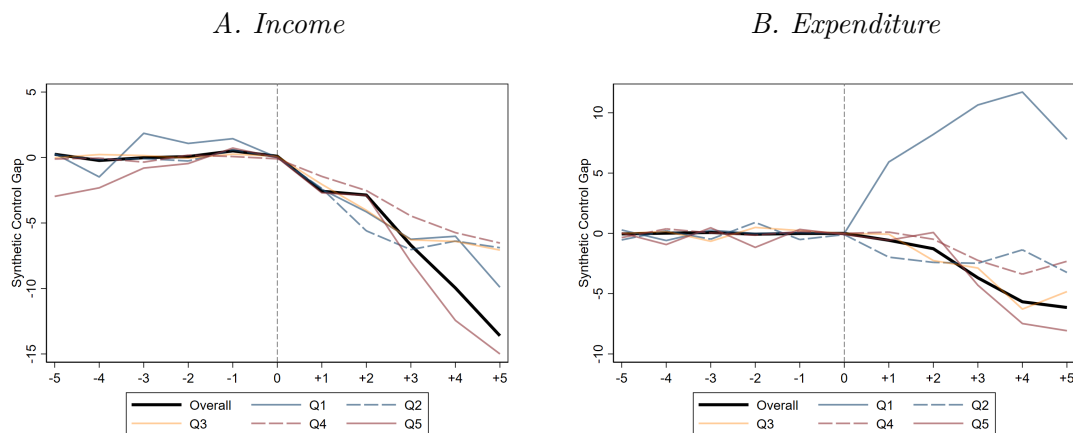 A. Income
Synthetic Control Gap
5
0
-5
-10
-15
-5 -4 -3 -2 -1 0 +1 +2 +3 +4 +5
Overall Q1 Q2
Q3 Q4 Q5
B. Expenditure
Synthetic Control Gap
10
5
0
-5
-10
-5 -4 -3 -2 -1 0 +1 +2 +3 +4 +5
Overall Q1 Q2
Q3 Q4 Q5